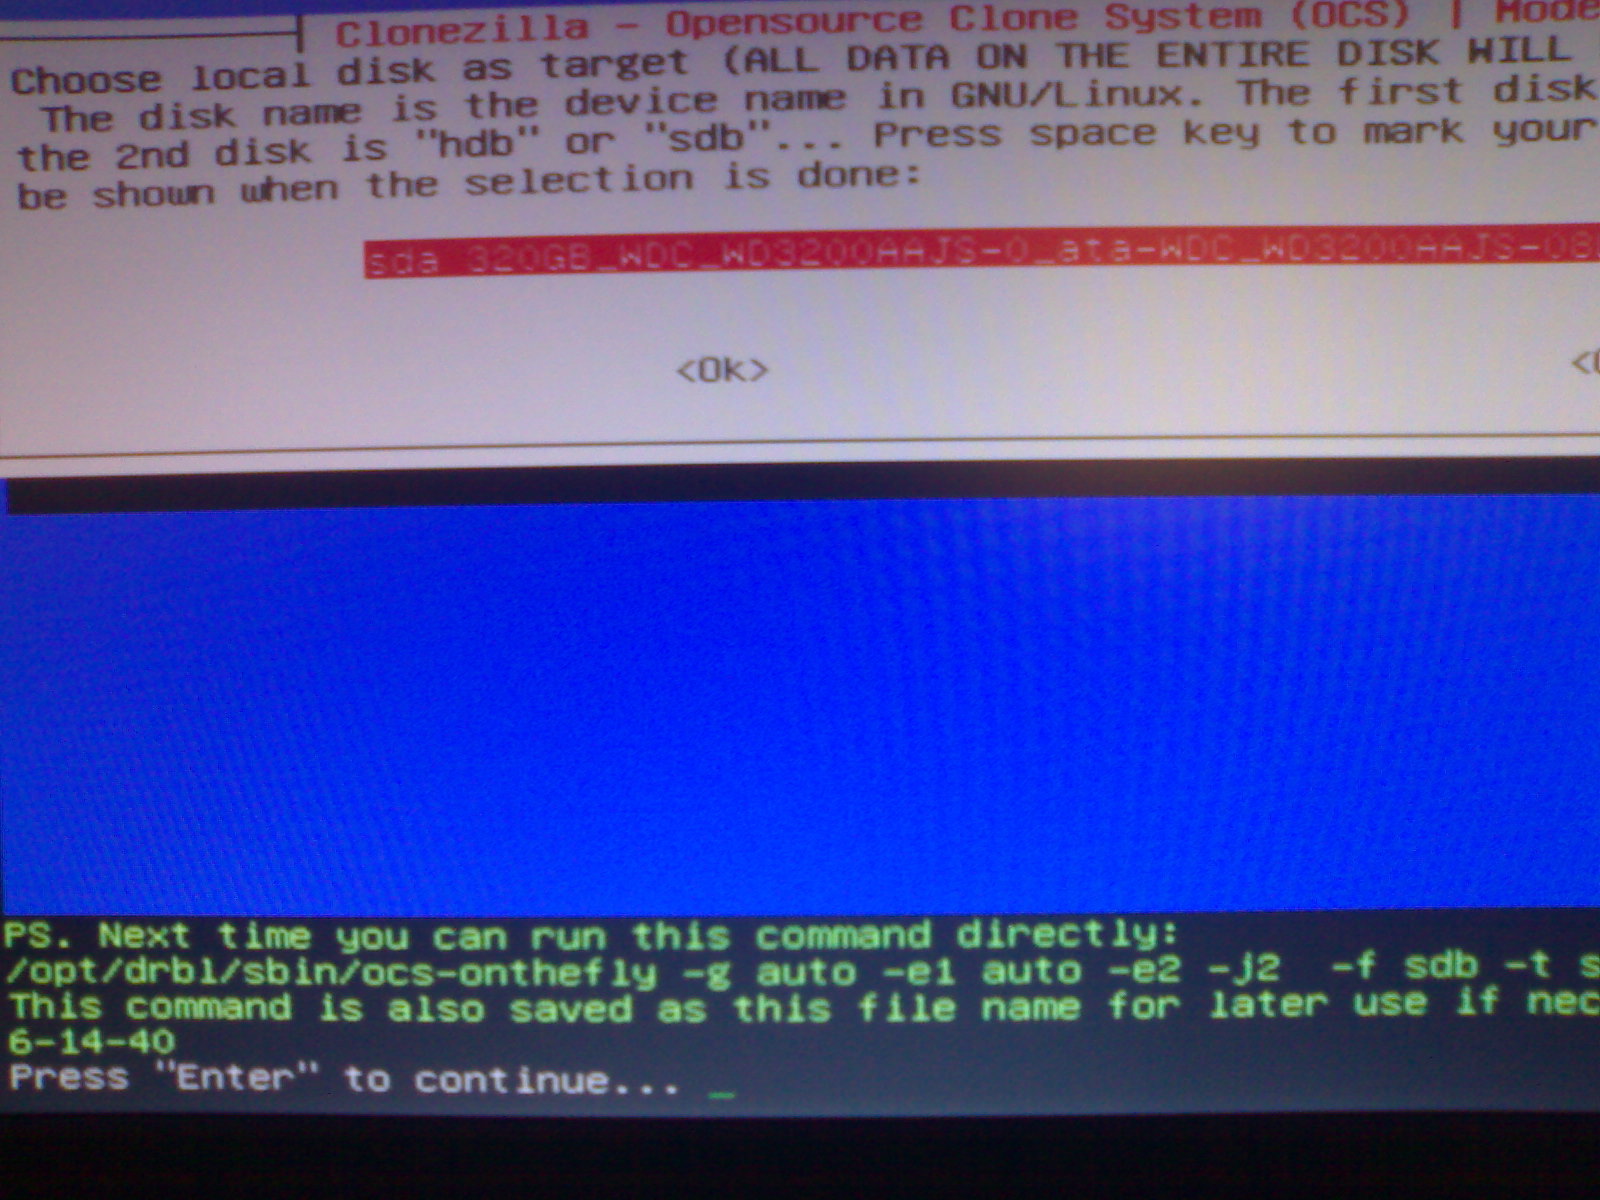 Clonezilla - Opensource Clone System (OCS) | Mode
Choose local disk as target (ALL DATA ON THE ENTIRE DISK WILL
The disk name is the device name in GNU/Linux. The first disk
the 2nd disk is "hdb" or "sdb"... Press space key to mark your
be shown when the selection is done:
sda 320GB_WDC_WD3200AAJS-0_ata-WDC_WD3200AAJS-08
<Ok>
PS. Next time you can run this command directly:
/opt/drbl/sbin/ocs-onthefly -g auto -e1 auto -e2 -j2  -f sdb -t s
This command is also saved as this file name for later use if nec
6-14-40
Press "Enter" to continue... _